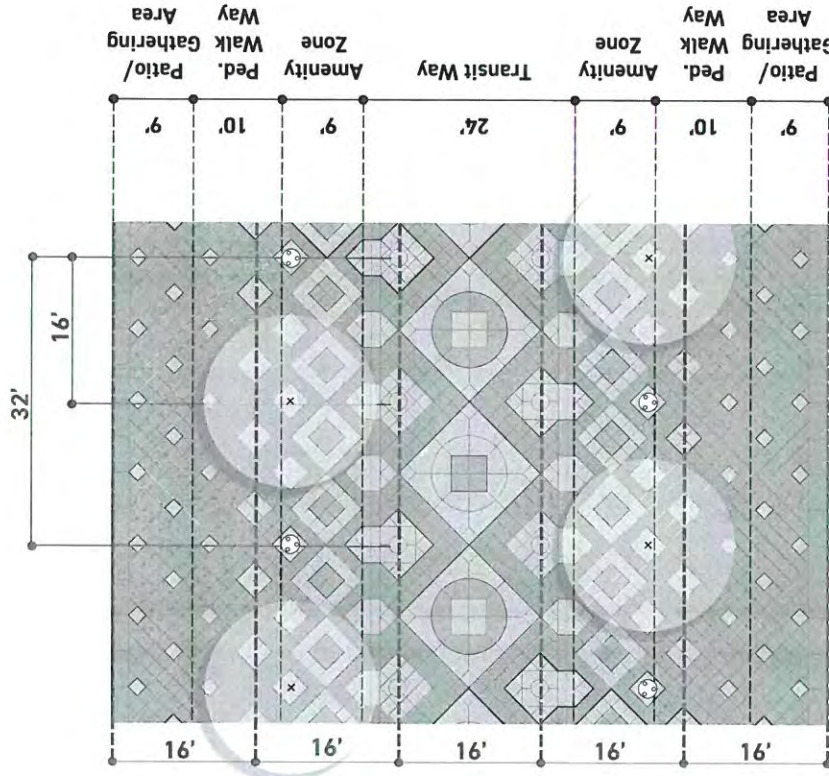 Patio/
Gathering
Area
Ped.
Walk
Way
Amenity
Zone
Transit Way
Amenity
Zone
Ped.
Walk
Way
Patio/
Gathering
Area
9'
10'
9'
24'
9'
10'
9'
32'
16'
16'
16'
16'
16'
16'